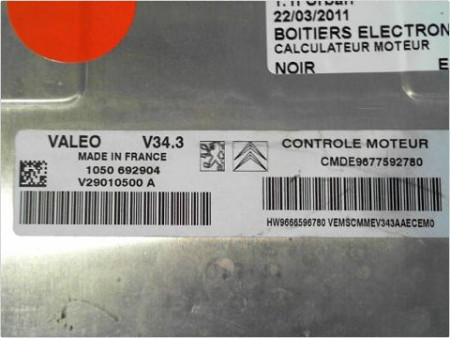 22/03/2011
BOITIERS ELECTRON
CALCULATEUR MOTEUR
NOIR E
VALEO V34.3
MADE IN FRANCE
1050 692904
V29010500 A
CONTROLE MOTEUR
CMDE9677592780
HW9666596780 VEMSCMMEV343AAECEM0